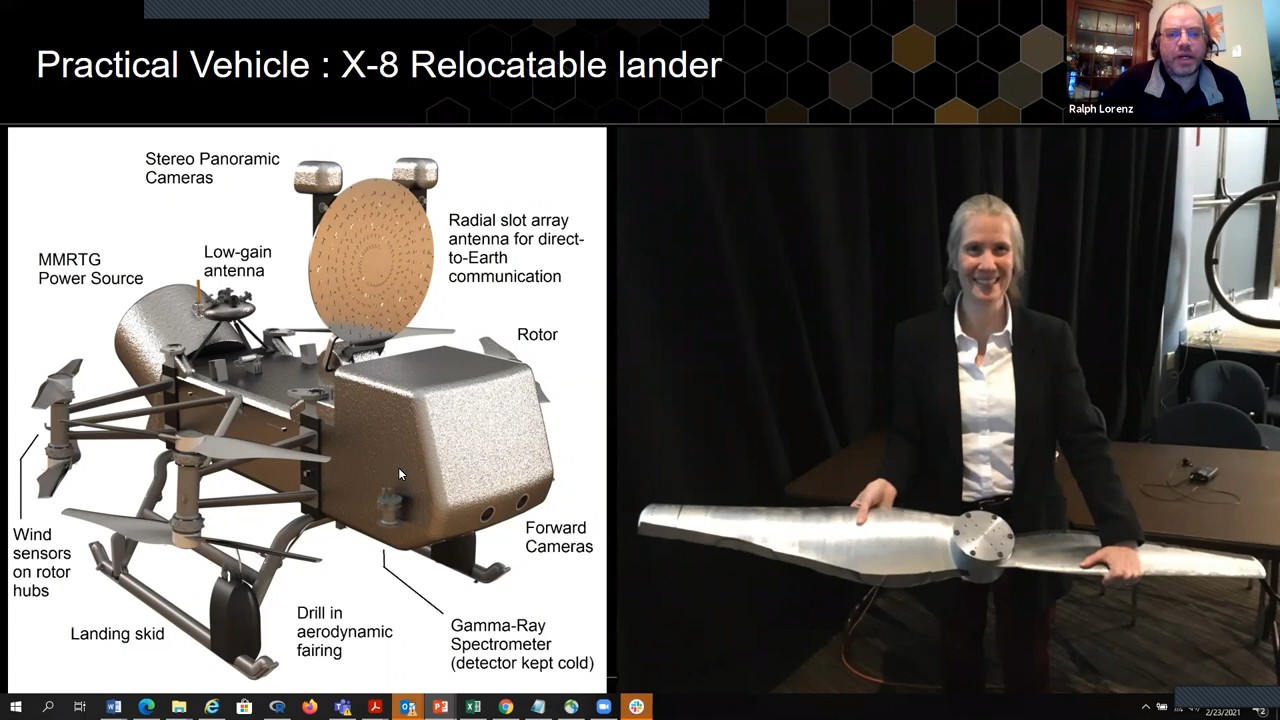 Practical Vehicle : X-8 Relocatable lander
Ralph Lorenz
Stereo Panoramic
Cameras
Radial slot array
antenna for direct-
to-Earth
communication
Low-gain
antenna
MMRTG
Power Source
Rotor
Wind
sensors
on rotor
hubs
Forward
Cameras
Landing skid
Drill in
aerodynamic
fairing
Gamma-Ray
Spectrometer
(detector kept cold)
2/23/2021